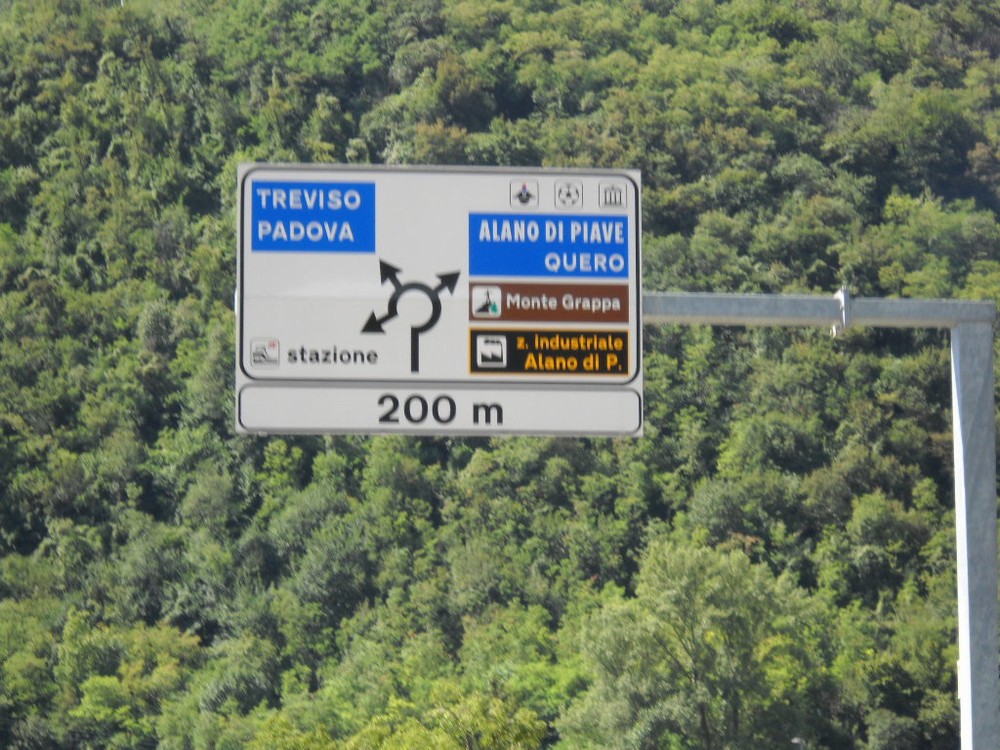 TREVISO
PADOVA
ALANO DI PIAVE
QUERO
Monte Grappa
z. industriale
Alano di P.
stazione
200 m